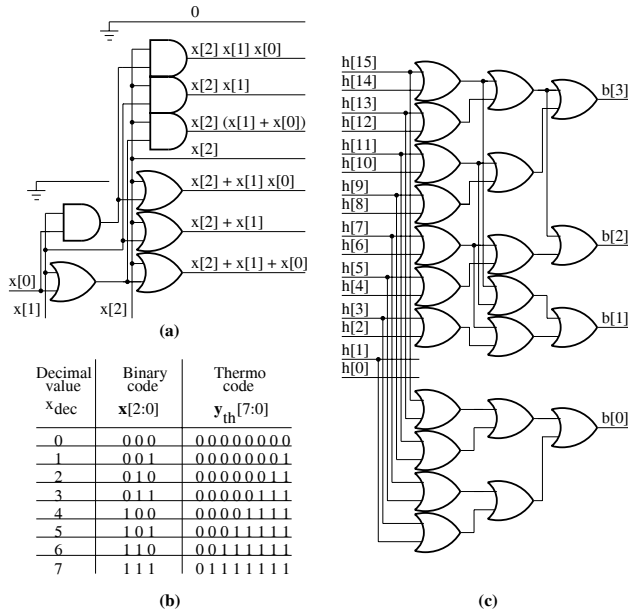 0
x[2] x[1] x[0]
x[2] x[1]
x[2] (x[1] + x[0])
x[2]
x[2] + x[1] x[0]
x[2] + x[1]
x[2] + x[1] + x[0]
x[0]
x[1]
x[2]
(a)
Decimal value x_dec
Binary code x[2:0]
Thermo code y_th[7:0]
0 0 0 0 0 0 0 0 0 0 0 0
1 0 0 1 0 0 0 0 0 0 0 1
2 0 1 0 0 0 0 0 0 0 1 1
3 0 1 1 0 0 0 0 0 1 1 1
4 1 0 0 0 0 0 0 1 1 1 1
5 1 0 1 0 0 0 1 1 1 1 1
6 1 1 0 0 0 1 1 1 1 1 1
7 1 1 1 0 1 1 1 1 1 1 1
(b)
h[15]
h[14]
h[13]
h[12]
h[11]
h[10]
h[9]
h[8]
h[7]
h[6]
h[5]
h[4]
h[3]
h[2]
h[1]
h[0]
b[3]
b[2]
b[1]
b[0]
(c)